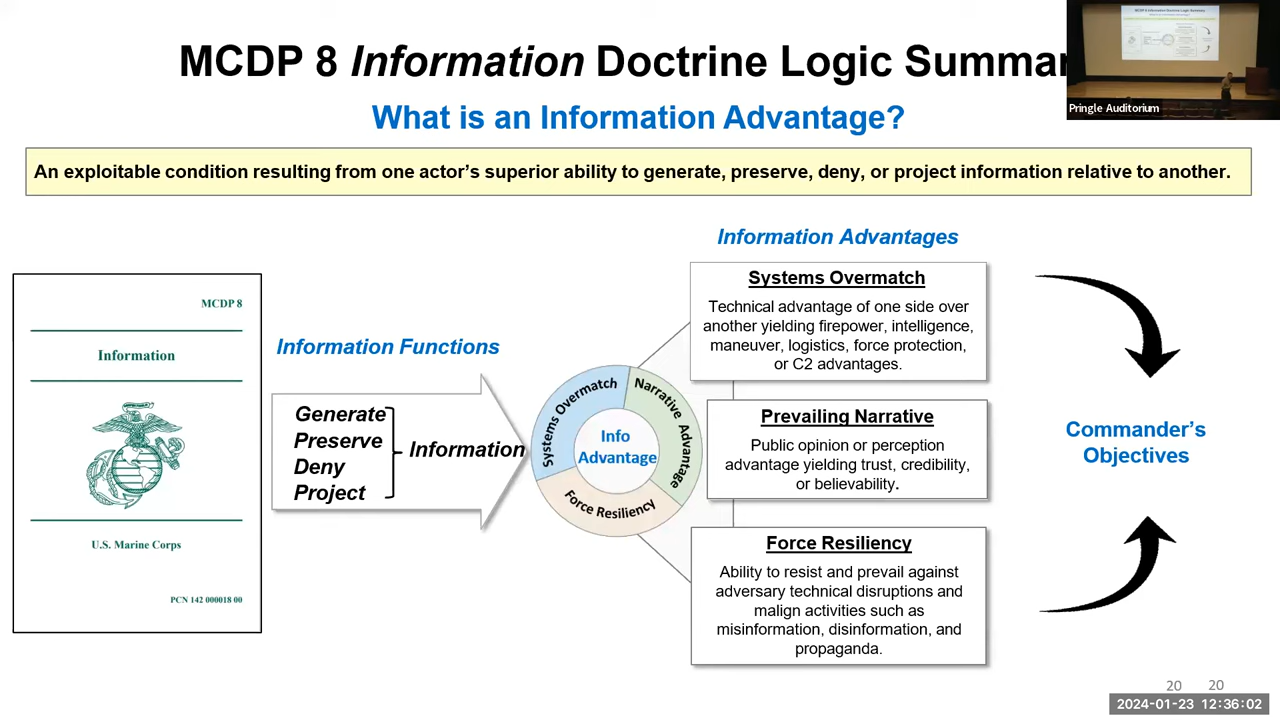 MCDP 8 Information Doctrine Logic Summar
What is an Information Advantage?
An exploitable condition resulting from one actor's superior ability to generate, preserve, deny, or project information relative to another.
Pringle Auditorium
MCDP 8
Information
U.S. Marine Corps
PCN 142 000018 00
Information Functions
Generate
Preserve
Deny
Project
Information
Systems Overmatch
Narrative Advantage
Force Resiliency
Info
Advantage
Information Advantages
Systems Overmatch
Technical advantage of one side over
another yielding firepower, intelligence,
maneuver, logistics, force protection,
or C2 advantages.
Prevailing Narrative
Public opinion or perception
advantage yielding trust, credibility,
or believability.
Force Resiliency
Ability to resist and prevail against
adversary technical disruptions and
malign activities such as
misinformation, disinformation, and
propaganda.
Commander's
Objectives
20 20
2024-01-23 12:36:02